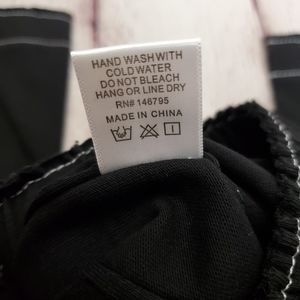 HAND WASH WITH
COLD WATER
DO NOT BLEACH
HANG OR LINE DRY
RN# 146795
MADE IN CHINA